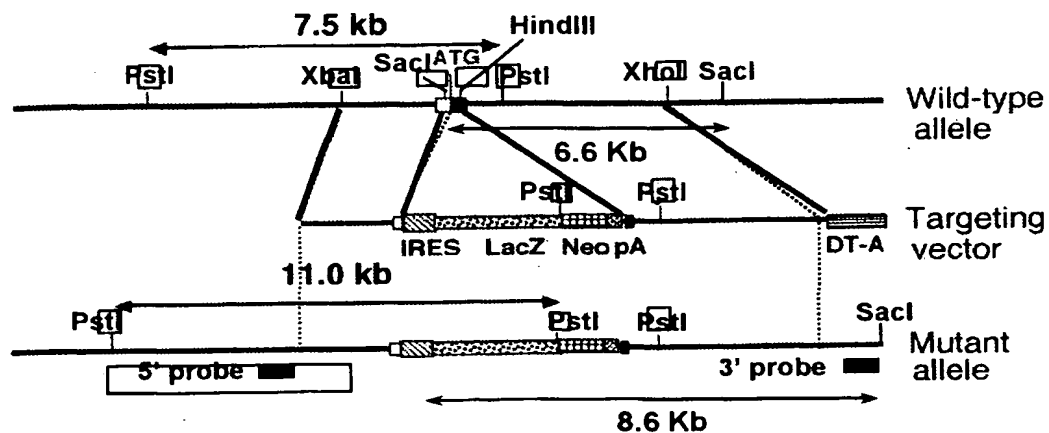 7.5 kb
HindIII
SacI ATG
PstI XbaI PstI XhoI SacI
Wild-type allele
6.6 Kb
PstI PstI
Targeting vector
IRES LacZ Neo pA DT-A
11.0 kb
PstI PstI PstI SacI
Mutant allele
5' probe 3' probe
8.6 Kb